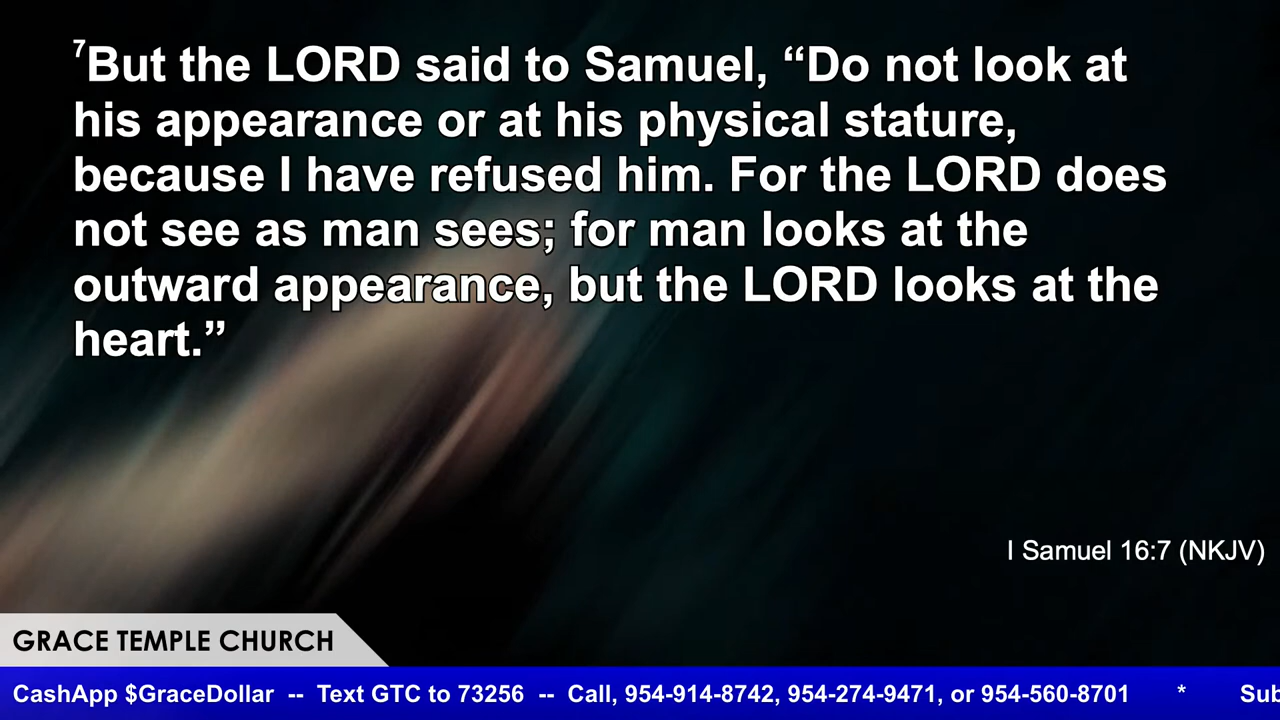 ⁷But the LORD said to Samuel, “Do not look at
his appearance or at his physical stature,
because I have refused him. For the LORD does
not see as man sees; for man looks at the
outward appearance, but the LORD looks at the
heart.”
I Samuel 16:7 (NKJV)
GRACE TEMPLE CHURCH
CashApp $GraceDollar -- Text GTC to 73256 -- Call, 954-914-8742, 954-274-9471, or 954-560-8701 *